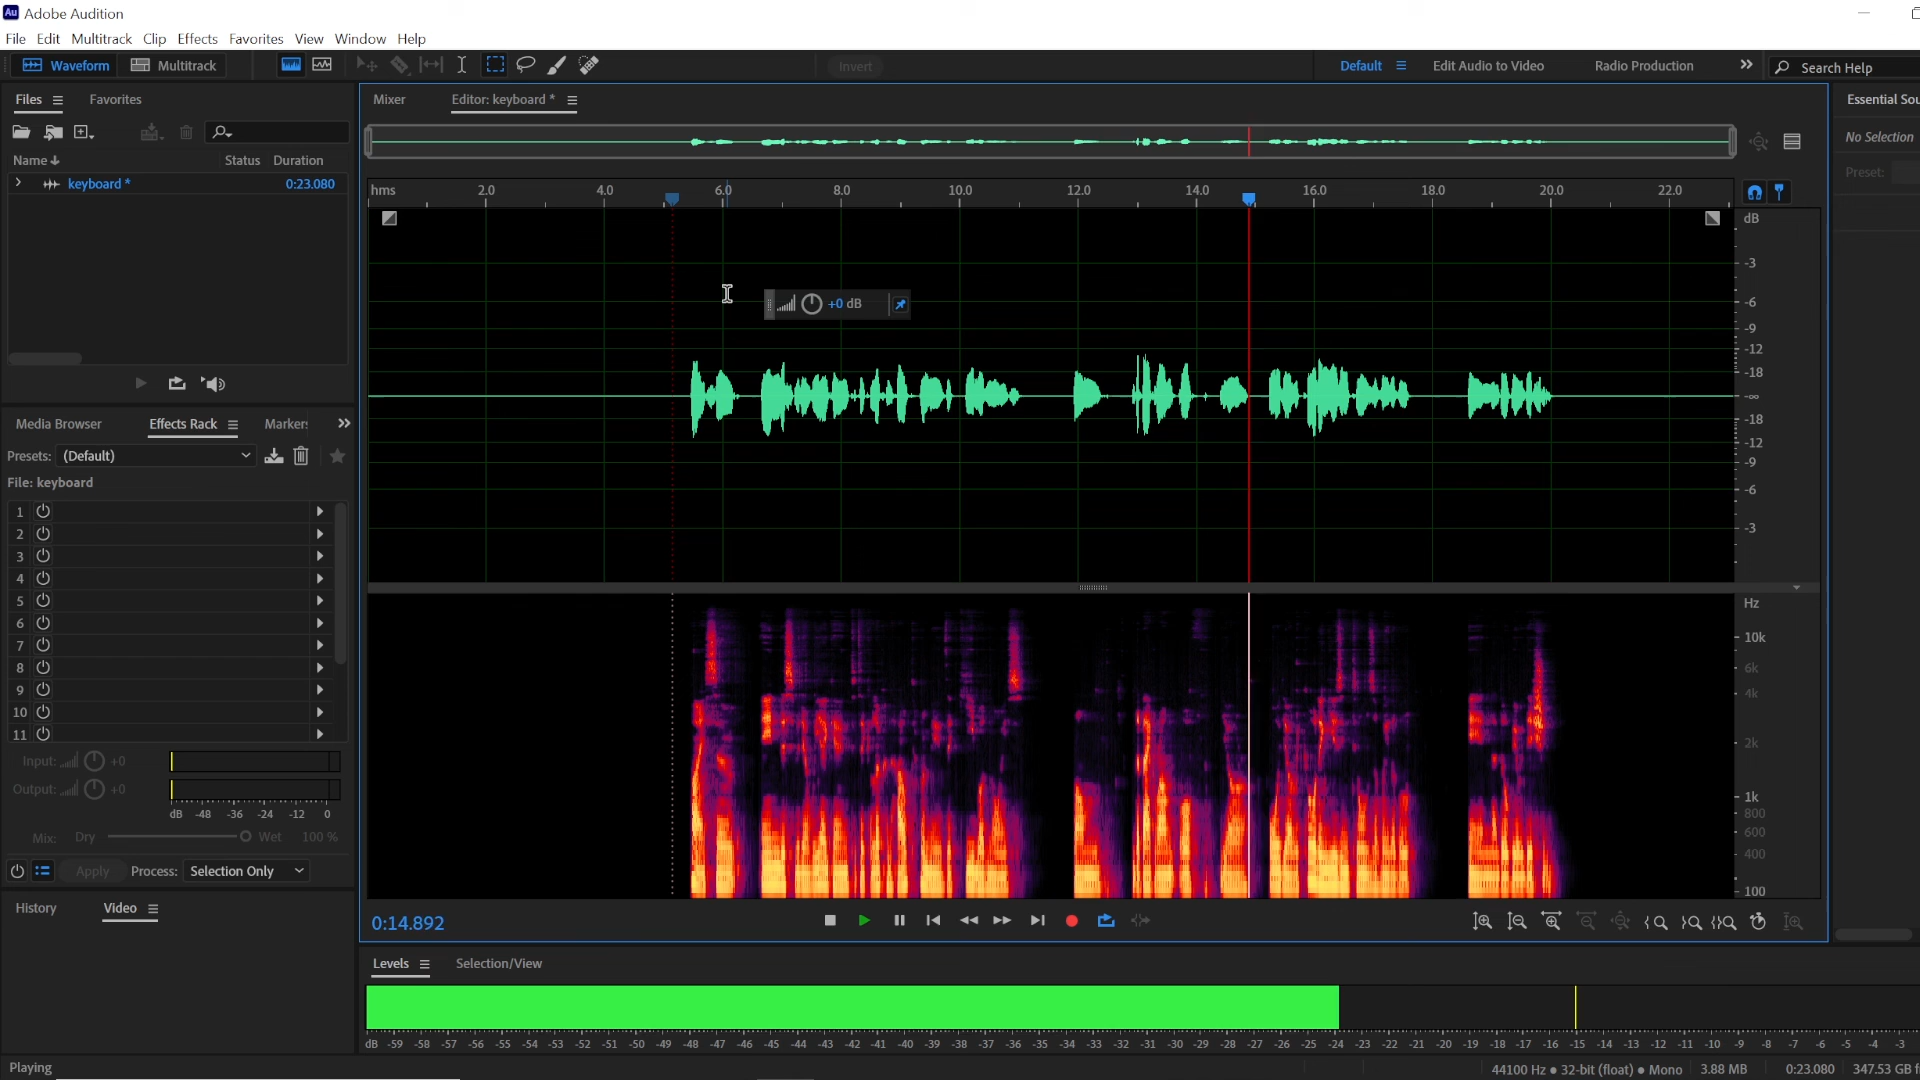 Au Adobe Audition
File Edit Multitrack Clip Effects Favorites View Window Help
Waveform Multitrack Invert Default Edit Audio to Video Radio Production Search Help
Files Favorites
Name Status Duration
keyboard * 0:23.080
Mixer Editor: keyboard *
hms 2.0 4.0 6.0 8.0 10.0 12.0 14.0 16.0 18.0 20.0 22.0
+0 dB
dB
-3
-6
-9
-12
-18
-∞
-18
-12
-9
-6
-3
Hz
10k
6k
4k
2k
1k
800
600
400
100
Essential Sou
No Selection
Preset:
Media Browser Effects Rack Markers
Presets: (Default)
File: keyboard
1
2
3
4
5
6
7
8
9
10
11
Input: +0
Output: +0
dB -48 -36 -24 -12 0
Mix: Dry Wet 100 %
Apply Process: Selection Only
History Video
0:14.892
Levels Selection/View
dB -59 -58 -57 -56 -55 -54 -53 -52 -51 -50 -49 -48 -47 -46 -45 -44 -43 -42 -41 -40 -39 -38 -37 -36 -35 -34 -33 -32 -31 -30 -29 -28 -27 -26 -25 -24 -23 -22 -21 -20 -19 -18 -17 -16 -15 -14 -13 -12 -11 -10 -9 -8 -7 -6 -5 -4 -3
Playing 44100 Hz ● 32-bit (float) ● Mono 3.88 MB 0:23.080 347.53 GB f